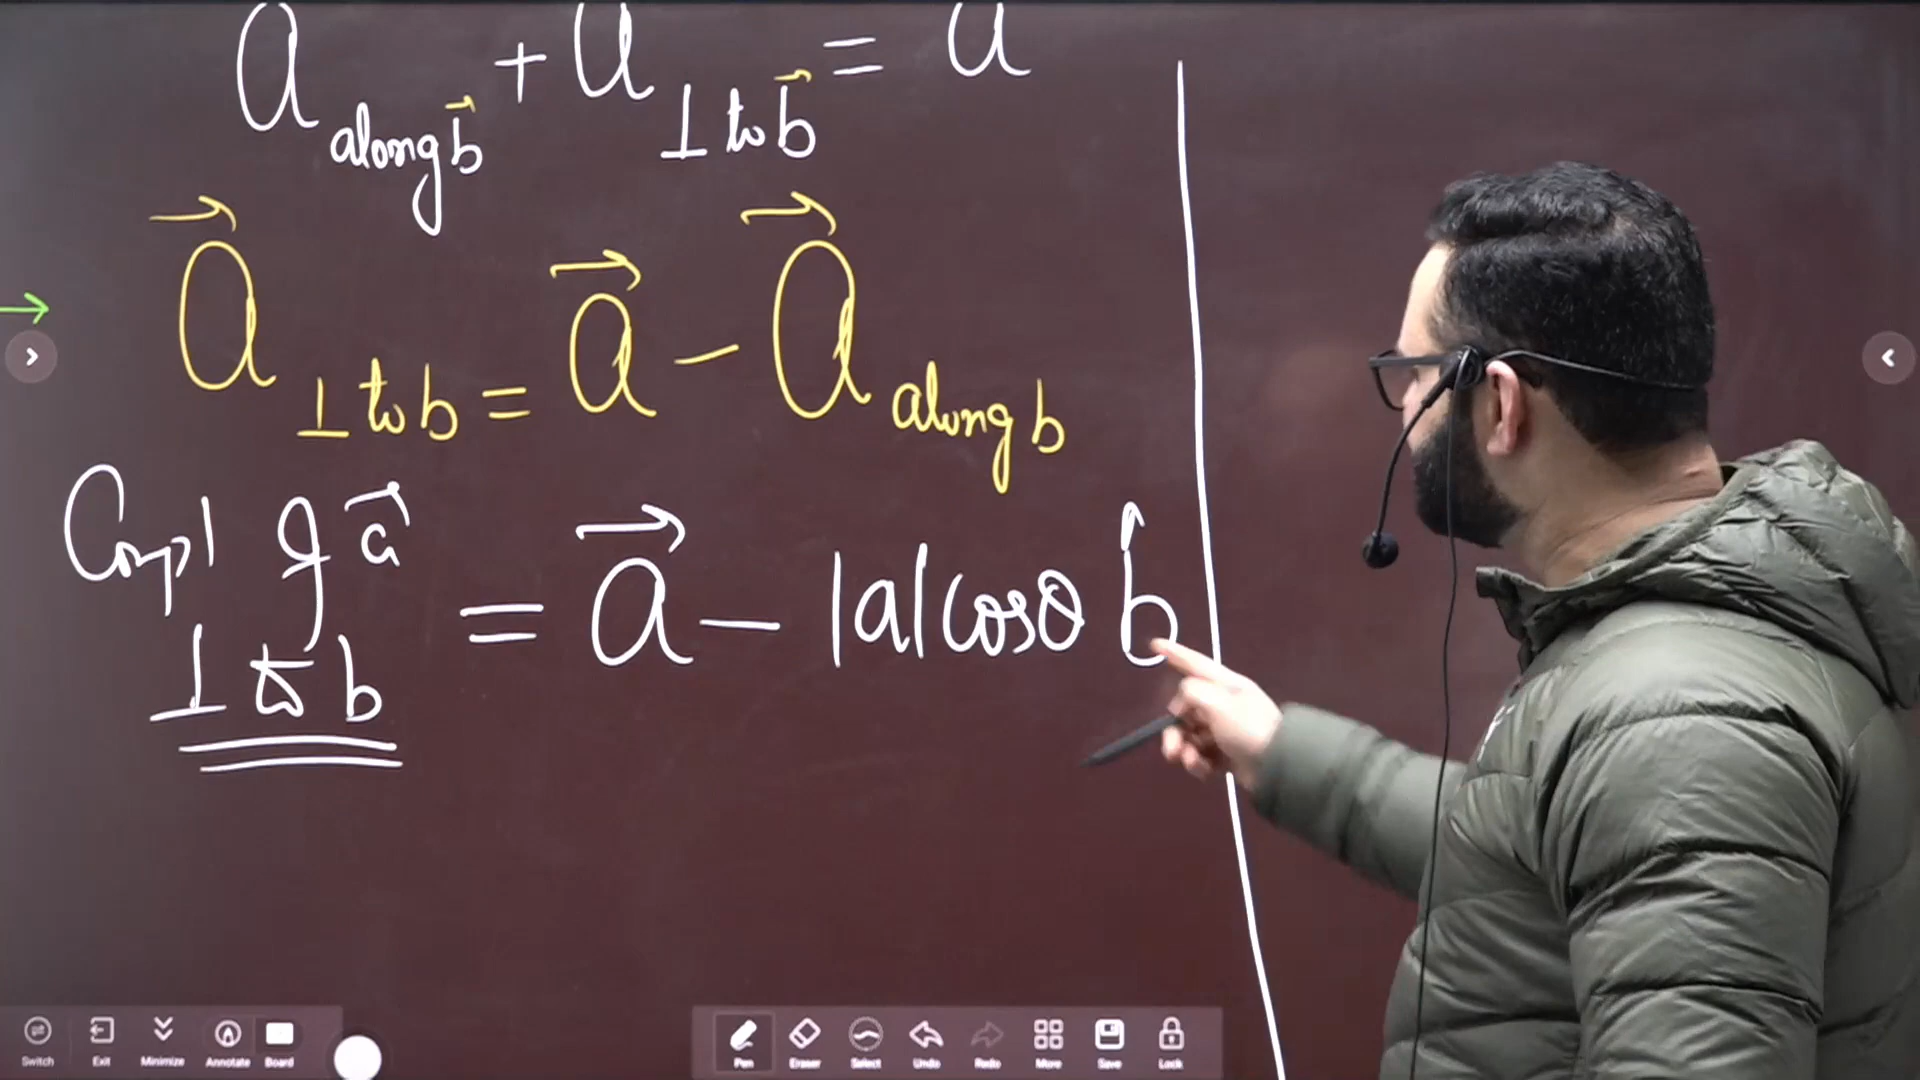 a along b⃗ + a ⊥ to b⃗ = a
a⃗ ⊥ to b = a⃗ − a⃗ along b
Comp of a⃗ ⊥ to b = a⃗ − |a| cosθ b̂
Switch Exit Minimize Annotate Board Pen Eraser Select Undo Redo More Save Lock